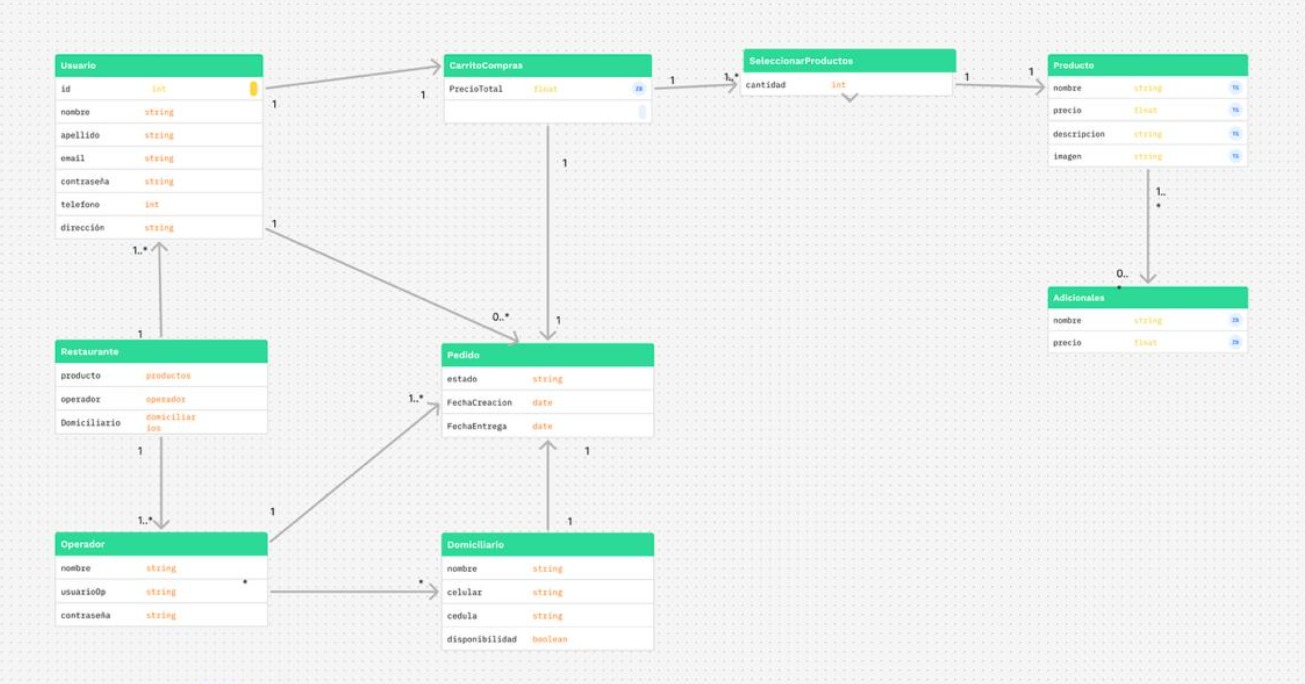 Usuario
id int
nombre string
apellido string
email string
contraseña string
telefono int
dirección string
1
1
CarritoCompras
PrecioTotal float
1
1..*
SeleccionarProductos
cantidad int
1
1
Producto
nombre string
precio float
descripcion string
imagen string
1..
*
0..
*
Adicionales
nombre string
precio float
1
1
1
0..*
1..*
1
Restaurante
producto productos
operador operador
Domiciliario domiciliar
ios
Pedido
estado string
FechaCreacion date
FechaEntrega date
1..*
1
1
1..*
1
1
Operador
nombre string
usuarioOp string
contraseña string
*
*
Domiciliario
nombre string
celular string
cedula string
disponibilidad boolean